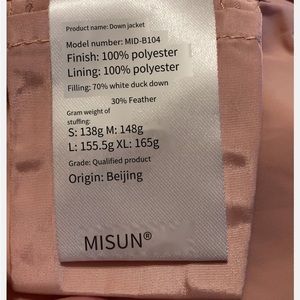 Product name: Down jacket
Model number: MID-B104
Finish: 100% polyester
Lining: 100% polyester
Filling: 70% white duck down
30% Feather
Gram weight of
stuffing:
S: 138g M: 148g
L: 155.5g XL: 165g
Grade: Qualified product
Origin: Beijing
MISUN®